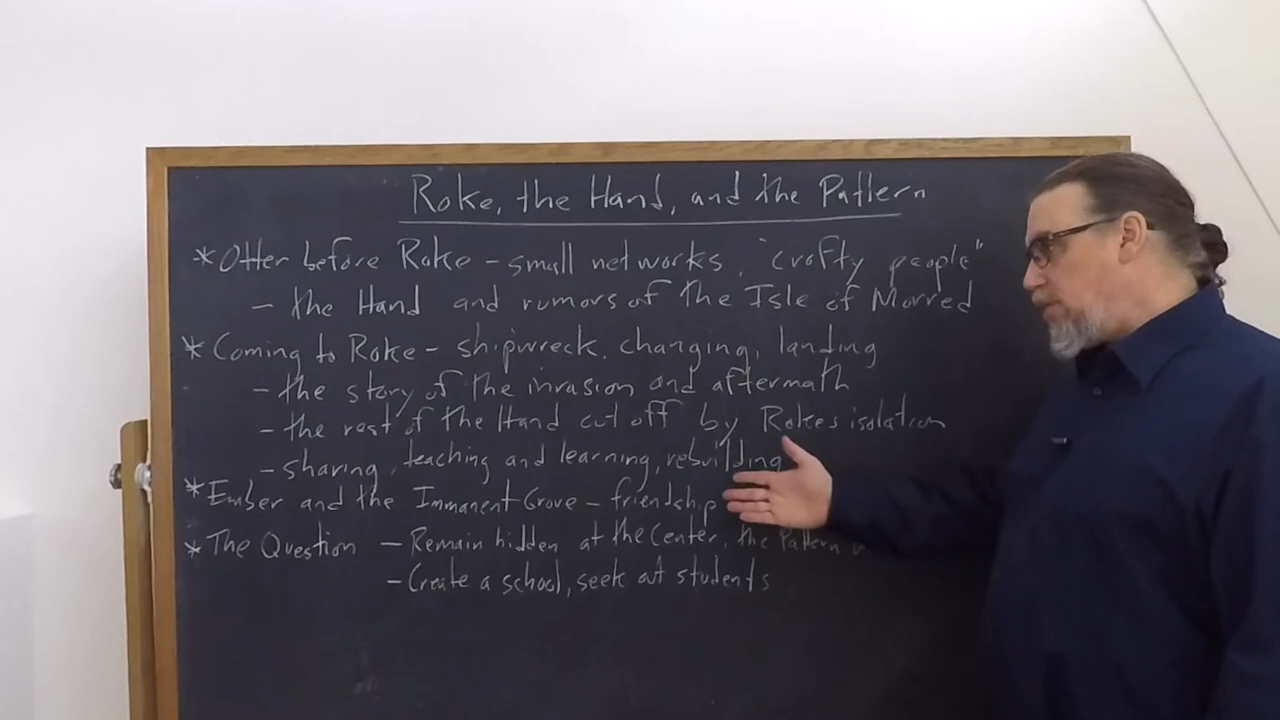 Roke, the Hand, and the Pattern
* Otter before Roke - small networks, "crafty people"
- the Hand and rumors of the Isle of Morred
* Coming to Roke - shipwreck, changing, landing
- the story of the invasion and aftermath
- the rest of the Hand cut off by Rokes isolation
- sharing, teaching and learning, rebuilding
* Ember and the Immanent Grove - friendship
* The Question - Remain hidden at the Center, the Pattern
- Create a school, seek out students